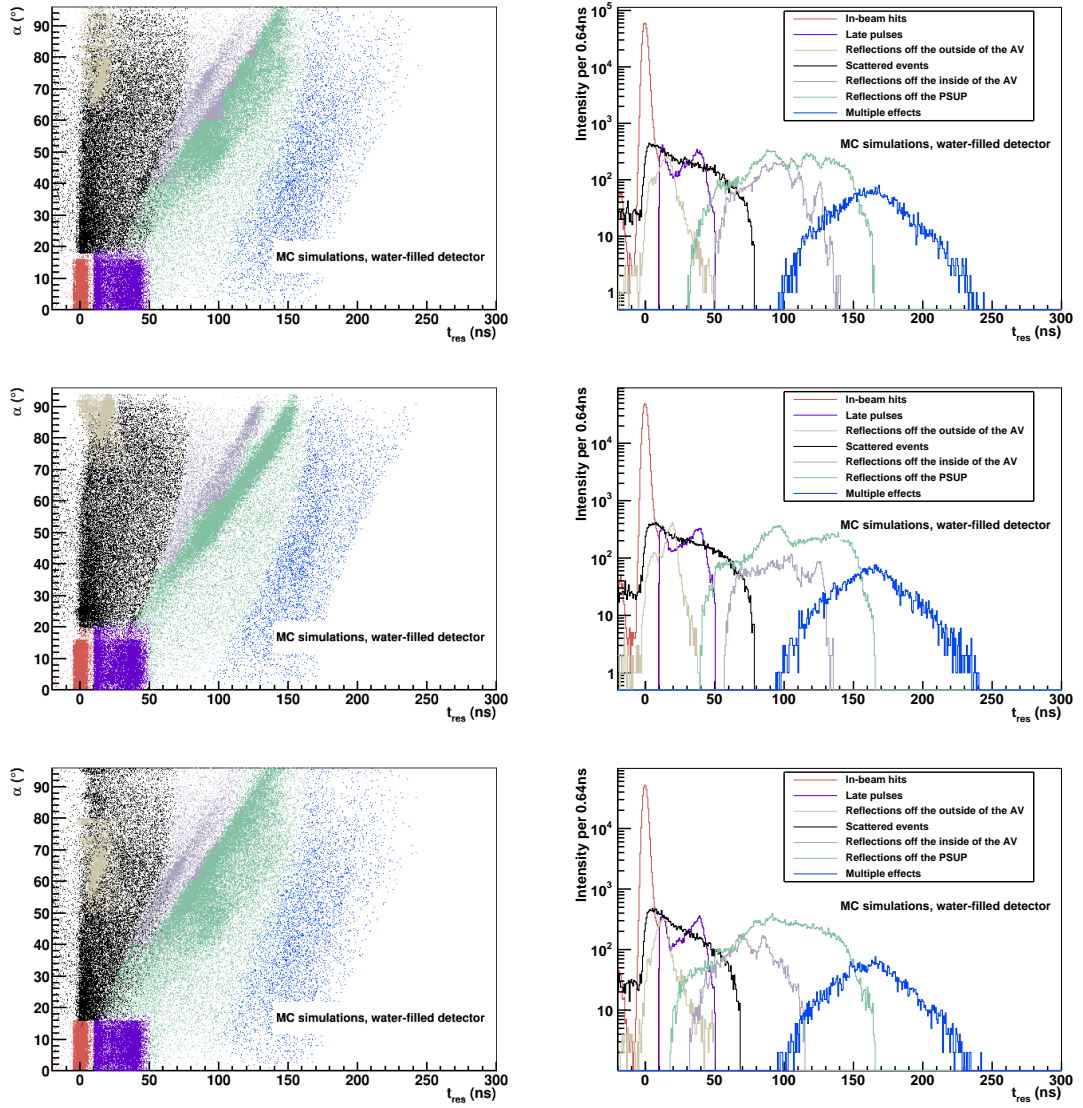 α (°)
90
80
70
60
50
40
30
20
10
0
MC simulations, water-filled detector
0 50 100 150 200 250 300
t_res (ns)
Intensity per 0.64ns
10^5
10^4
10^3
10^2
10
1
In-beam hits
Late pulses
Reflections off the outside of the AV
Scattered events
Reflections off the inside of the AV
Reflections off the PSUP
Multiple effects
MC simulations, water-filled detector
0 50 100 150 200 250 300
t_res (ns)
α (°)
90
80
70
60
50
40
30
20
10
0
MC simulations, water-filled detector
0 50 100 150 200 250 300
t_res (ns)
Intensity per 0.64ns
10^4
10^3
10^2
10
1
In-beam hits
Late pulses
Reflections off the outside of the AV
Scattered events
Reflections off the inside of the AV
Reflections off the PSUP
Multiple effects
MC simulations, water-filled detector
0 50 100 150 200 250 300
t_res (ns)
α (°)
90
80
70
60
50
40
30
20
10
0
MC simulations, water-filled detector
0 50 100 150 200 250 300
t_res (ns)
Intensity per 0.64ns
10^4
10^3
10^2
10
In-beam hits
Late pulses
Reflections off the outside of the AV
Scattered events
Reflections off the inside of the AV
Reflections off the PSUP
Multiple effects
MC simulations, water-filled detector
0 50 100 150 200 250 300
t_res (ns)